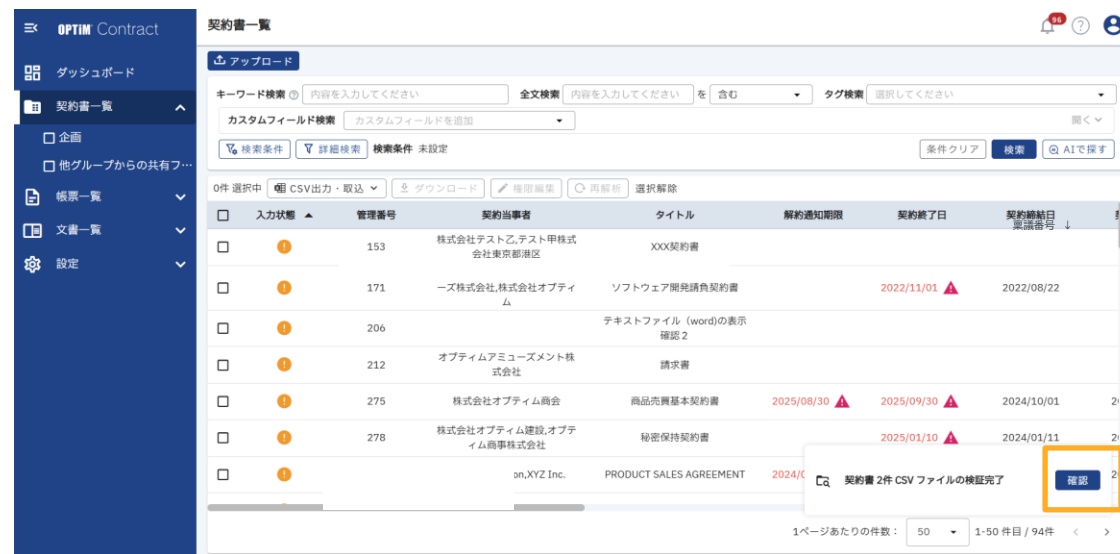 OPTiM Contract
ダッシュボード
契約書一覧
企画
他グループからの共有フ…
帳票一覧
文書一覧
設定
契約書一覧
96
アップロード
キーワード検索 内容を入力してください 全文検索 内容を入力してください を 含む タグ検索 選択してください
カスタムフィールド検索 カスタムフィールドを追加 開く
検索条件 詳細検索 検索条件 未設定 条件クリア 検索 AIで探す
0件 選択中 CSV出力・取込 ダウンロード 権限編集 再解析 選択解除
入力状態 管理番号 契約当事者 タイトル 解約通知期限 契約終了日 契約締結日
稟議番号 ↓
153 株式会社テスト乙,テスト甲株式 XXX契約書
会社東京都港区
171 ーズ株式会社,株式会社オプティ ソフトウェア開発請負契約書 2022/11/01 2022/08/22
ム
206 テキストファイル(word)の表示
確認２
212 オプティムアミューズメント株 請求書
式会社
275 株式会社オプティム商会 商品売買基本契約書 2025/08/30 2025/09/30 2024/10/01
278 株式会社オプティム建設,オプテ 秘密保持契約書 2025/01/10 2024/01/11
ィム商事株式会社
on,XYZ Inc. PRODUCT SALES AGREEMENT 2024/0
契約書 2件 CSV ファイルの検証完了 確認
1ページあたりの件数： 50 1-50 件目 / 94件